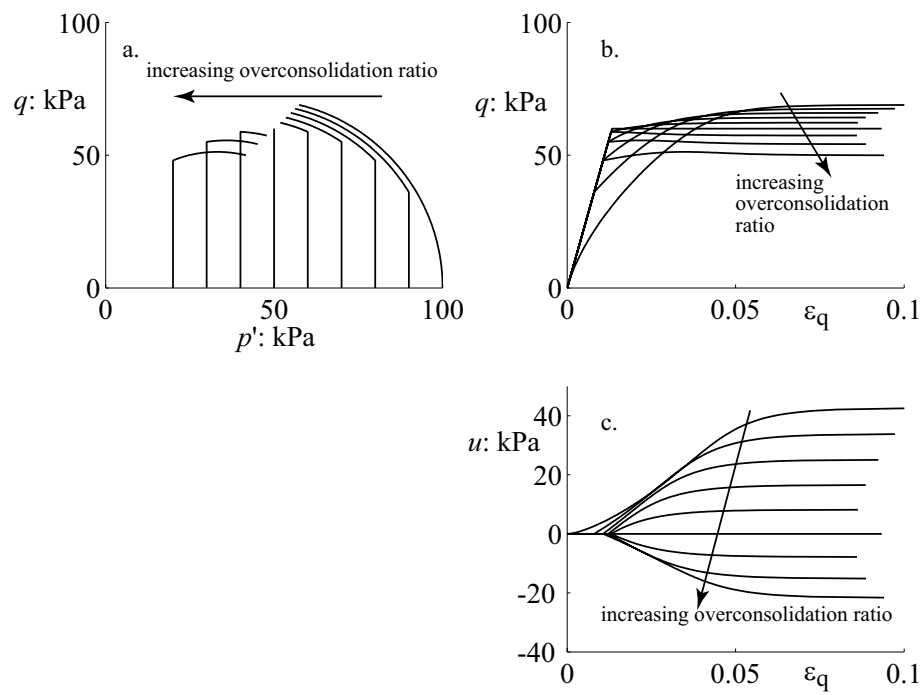 100
a.
increasing overconsolidation ratio
q: kPa
50
0
0
50
100
p': kPa
100
b.
q: kPa
50
increasing
overconsolidation
ratio
0
0
0.05
0.1
εq
40
c.
u: kPa
20
0
-20
increasing overconsolidation ratio
-40
0
0.05
0.1
εq